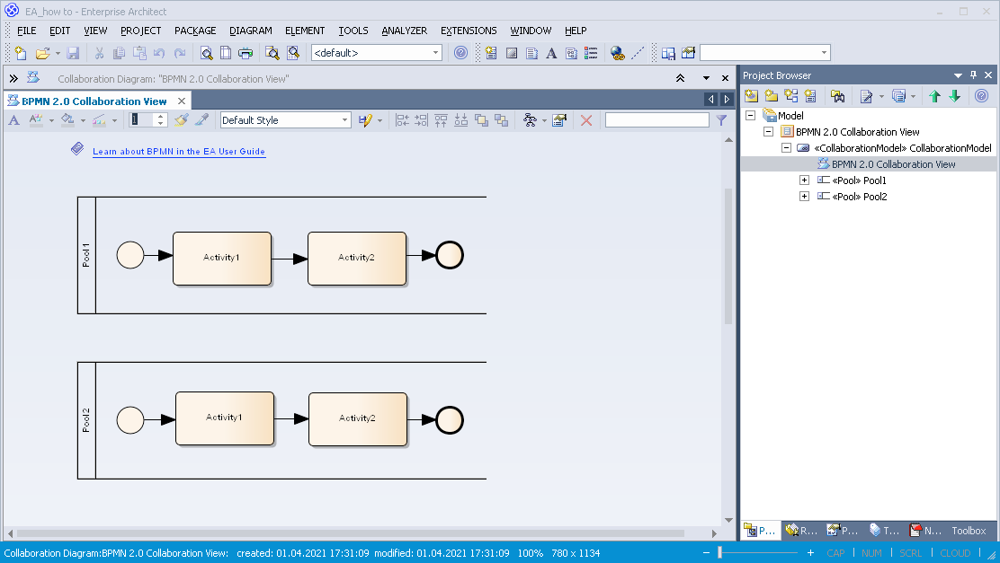 EA_how to - Enterprise Architect
FILE EDIT VIEW PROJECT PACKAGE DIAGRAM ELEMENT TOOLS ANALYZER EXTENSIONS WINDOW HELP
<default>
Collaboration Diagram: "BPMN 2.0 Collaboration View"
BPMN 2.0 Collaboration View
1
Default Style
Learn about BPMN in the EA User Guide
Pool1
Activity1
Activity2
Pool2
Activity1
Activity2
Project Browser
Model
BPMN 2.0 Collaboration View
«CollaborationModel» CollaborationModel
BPMN 2.0 Collaboration View
«Pool» Pool1
«Pool» Pool2
P... R... P... T... N... Toolbox
Collaboration Diagram:BPMN 2.0 Collaboration View: created: 01.04.2021 17:31:09 modified: 01.04.2021 17:31:09 100% 780 x 1134
CAP NUM SCRL CLOUD